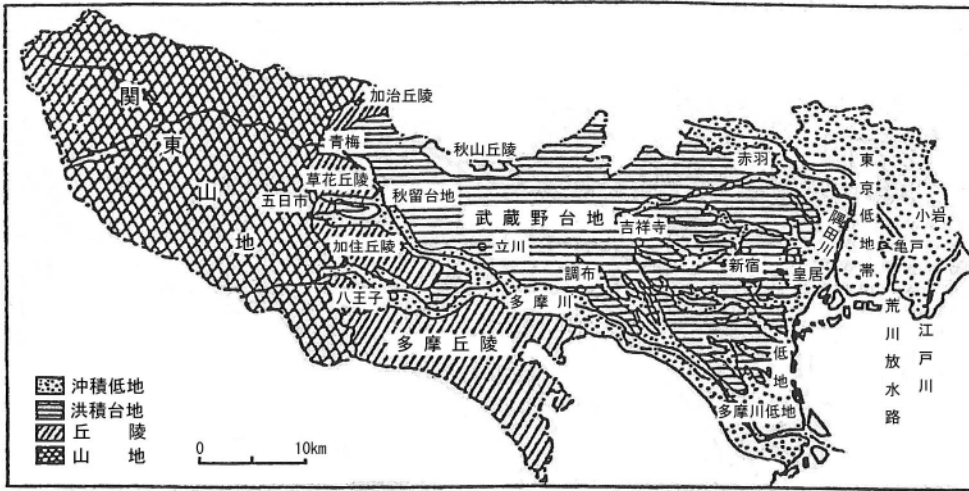 関東山地
加治丘陵
青梅
秋山丘陵
草花丘陵
五日市
秋留台地
武蔵野台地
吉祥寺
赤羽
東京低地帯
小岩
隅田川
亀戸
加住丘陵
立川
調布
新宿
皇居
八王子
多摩川
多摩丘陵
荒川放水路
江戸川
低地
多摩川低地
沖積低地
洪積台地
丘陵
山地
0 10km